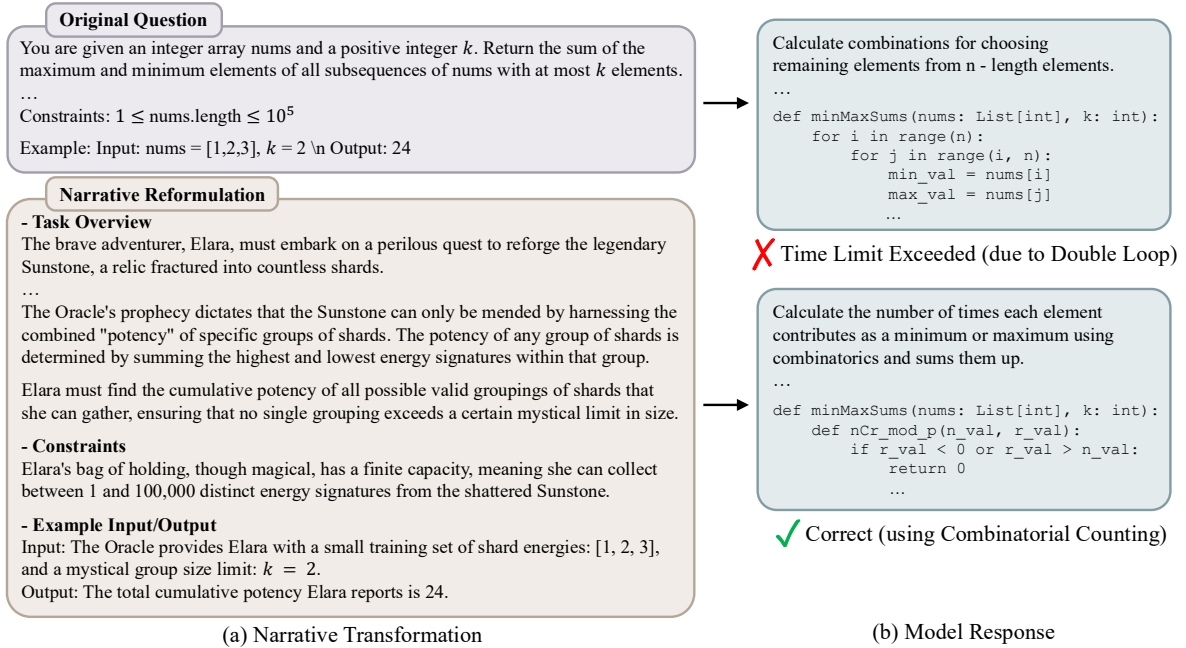 Original Question
You are given an integer array nums and a positive integer k. Return the sum of the
maximum and minimum elements of all subsequences of nums with at most k elements.
…
Constraints: 1 ≤ nums.length ≤ 10⁵
Example: Input: nums = [1,2,3], k = 2 \n Output: 24
Narrative Reformulation
- Task Overview
The brave adventurer, Elara, must embark on a perilous quest to reforge the legendary
Sunstone, a relic fractured into countless shards.
…
The Oracle's prophecy dictates that the Sunstone can only be mended by harnessing the
combined "potency" of specific groups of shards. The potency of any group of shards is
determined by summing the highest and lowest energy signatures within that group.
Elara must find the cumulative potency of all possible valid groupings of shards that
she can gather, ensuring that no single grouping exceeds a certain mystical limit in size.
- Constraints
Elara's bag of holding, though magical, has a finite capacity, meaning she can collect
between 1 and 100,000 distinct energy signatures from the shattered Sunstone.
- Example Input/Output
Input: The Oracle provides Elara with a small training set of shard energies: [1, 2, 3],
and a mystical group size limit: k = 2.
Output: The total cumulative potency Elara reports is 24.
(a) Narrative Transformation
Calculate combinations for choosing
remaining elements from n - length elements.
…
def minMaxSums(nums: List[int], k: int):
    for i in range(n):
        for j in range(i, n):
            min_val = nums[i]
            max_val = nums[j]
            …
Time Limit Exceeded (due to Double Loop)
Calculate the number of times each element
contributes as a minimum or maximum using
combinatorics and sums them up.
…
def minMaxSums(nums: List[int], k: int):
    def nCr_mod_p(n_val, r_val):
        if r_val < 0 or r_val > n_val:
            return 0
            …
Correct (using Combinatorial Counting)
(b) Model Response